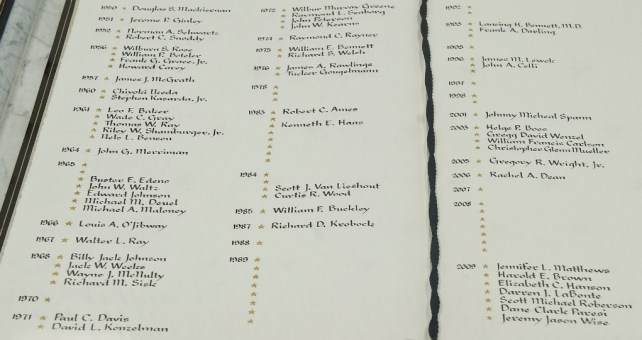 1950 Douglas S. Mackiernan
1951 Jerome P. Ginley
1952 Norman A. Schwartz
Robert C. Snoddy
1956 Wilburn S. Rose
William P. Boteler
Frank G. Grace, Jr.
Howard Carey
1957 James J. McGrath
1960 Chiyoki Ikeda
Stephen Kasarda, Jr.
1961 Leo F. Baker
Wade C. Gray
Thomas W. Ray
Riley W. Shamburger, Jr.
Nels L. Benson
1964 John G. Merriman
1965
Buster E. Edens
John W. Waltz
Edward Johnson
Michael M. Deuel
Michael A. Maloney
1966 Louis A. O'Jibway
1967 Walter L. Ray
1968 Billy Jack Johnson
Jack W. Weeks
Wayne J. McNulty
Richard M. Sisk
1970
1971 Paul C. Davis
David L. Konzelman
1972 Wilbur Murray Greene
Raymond L. Seaborg
John Peterson
John W. Kearns
1974 Raymond C. Rayner
1975 William E. Bennett
Richard S. Welch
1976 James A. Rawlings
Tucker Gougelmann
1978
1983 Robert C. Ames
Kenneth E. Haas
1984
Scott J. Van Lieshout
Curtis R. Wood
1985 William F. Buckley
1987 Richard D. Krobock
1988
1989
1992
1993 Lansing H. Bennett, M.D.
Frank A. Darling
1995
1996 James M. Lewek
John A. Celli
1997
1998
2001 Johnny Micheal Spann
2003 Helge P. Boes
Gregg David Wenzel
William Francis Carlson
Christopher Glenn Mueller
2005 Gregory R. Wright, Jr.
2006 Rachel A. Dean
2007
2008
2009 Jennifer L. Matthews
Harold E. Brown
Elizabeth C. Hanson
Darren J. LaBonte
Scott Michael Roberson
Dane Clark Paresi
Jeremy Jason Wise